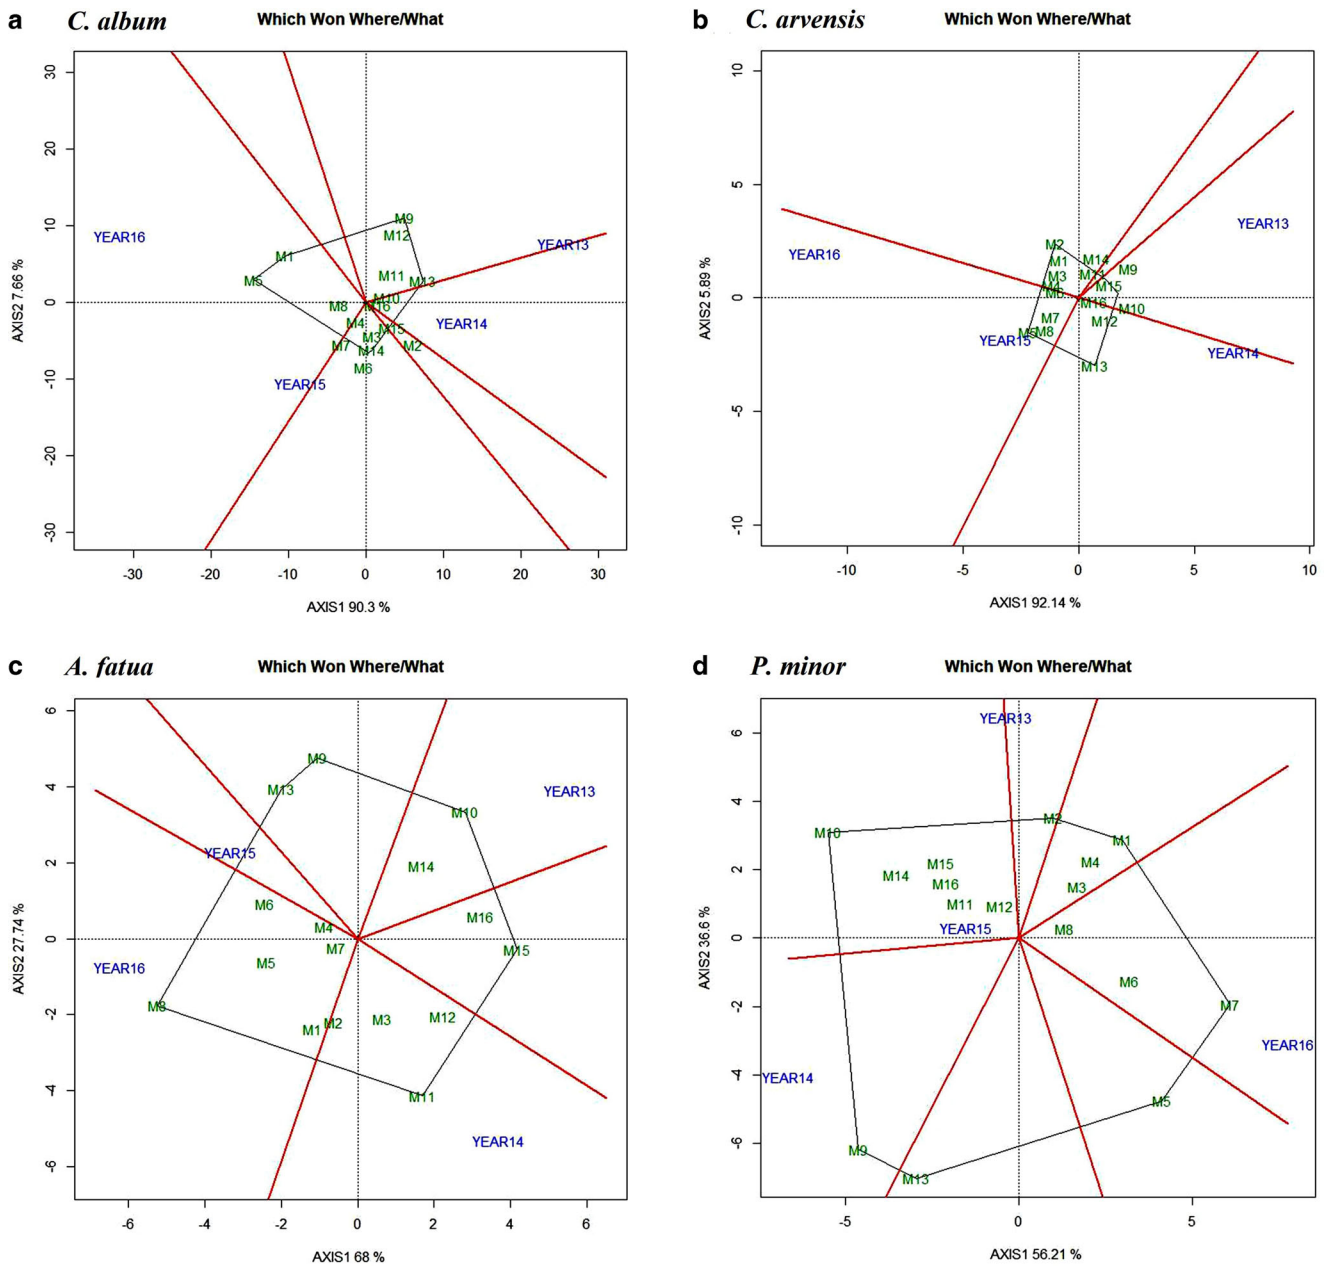 a C. album Which Won Where/What
AXIS2 7.66 %
30
20
10
0
-10
-20
-30
YEAR16
YEAR13
YEAR14
YEAR15
M9
M12
M1
M5
M11
M13
M10
M8
M16
M4
M15
M3
M7
M14
M2
M6
-30 -20 -10 0 10 20 30
AXIS1 90.3 %
b C. arvensis Which Won Where/What
AXIS2 5.89 %
10
5
0
-5
-10
YEAR13
YEAR16
YEAR15
YEAR14
M2
M1
M14
M9
M3
M11
M4
M15
M6
M16
M10
M7
M12
M5
M8
M13
-10 -5 0 5 10
AXIS1 92.14 %
c A. fatua Which Won Where/What
AXIS2 27.74 %
6
4
2
0
-2
-4
-6
M9
M13
YEAR13
M10
YEAR15
M14
M6
M16
M4
M7
M15
M5
YEAR16
M8
M1
M2
M3
M12
M11
YEAR14
-6 -4 -2 0 2 4 6
AXIS1 68 %
d P. minor Which Won Where/What
AXIS2 36.6 %
6
4
2
0
-2
-4
-6
YEAR13
M10
M2
M1
M15
M4
M14
M16
M3
M11
M12
YEAR15
M8
M6
M7
YEAR16
YEAR14
M5
M9
M13
-5 0 5
AXIS1 56.21 %